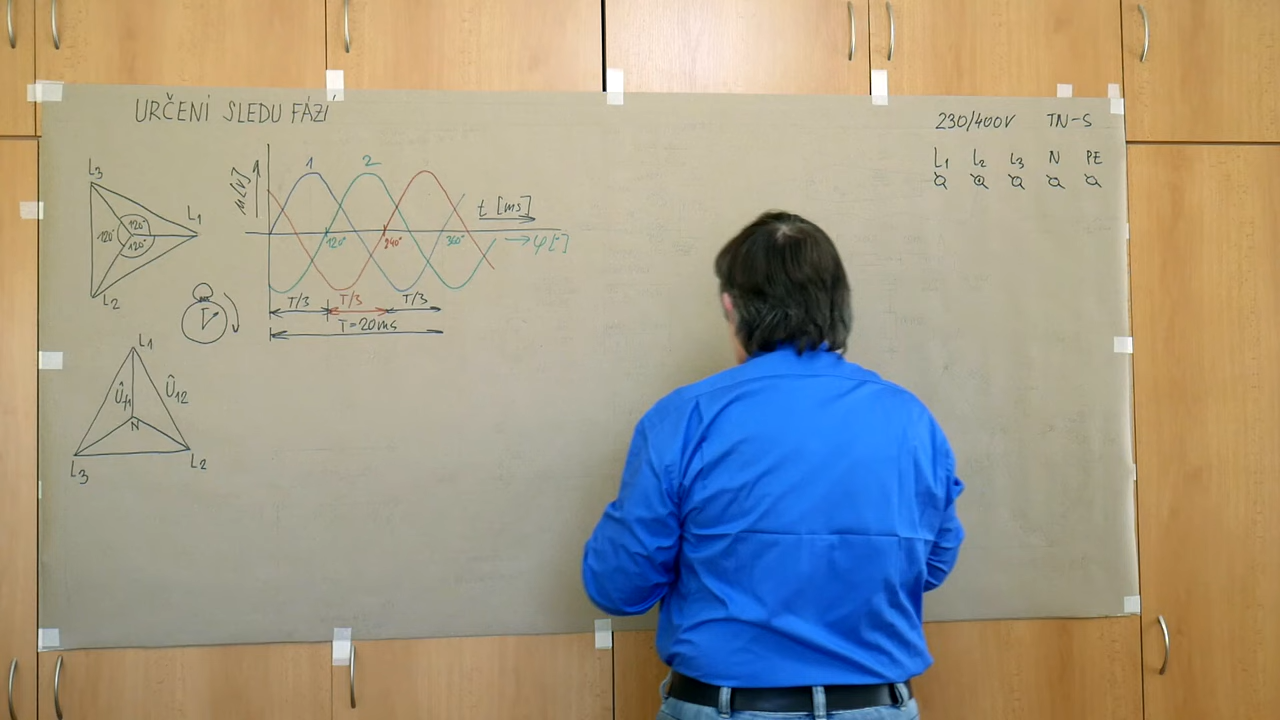 URČENÍ SLEDU FÁZÍ
230/400V TN-S
L1 L2 L3 N PE
L3
L1
120° 120°
120°
L2
u[V]
1 2
t [ms]
120° 240° 360°
φ[°]
T/3 T/3 T/3
T=20ms
L1
Ûf1 Û12
N
L3 L2